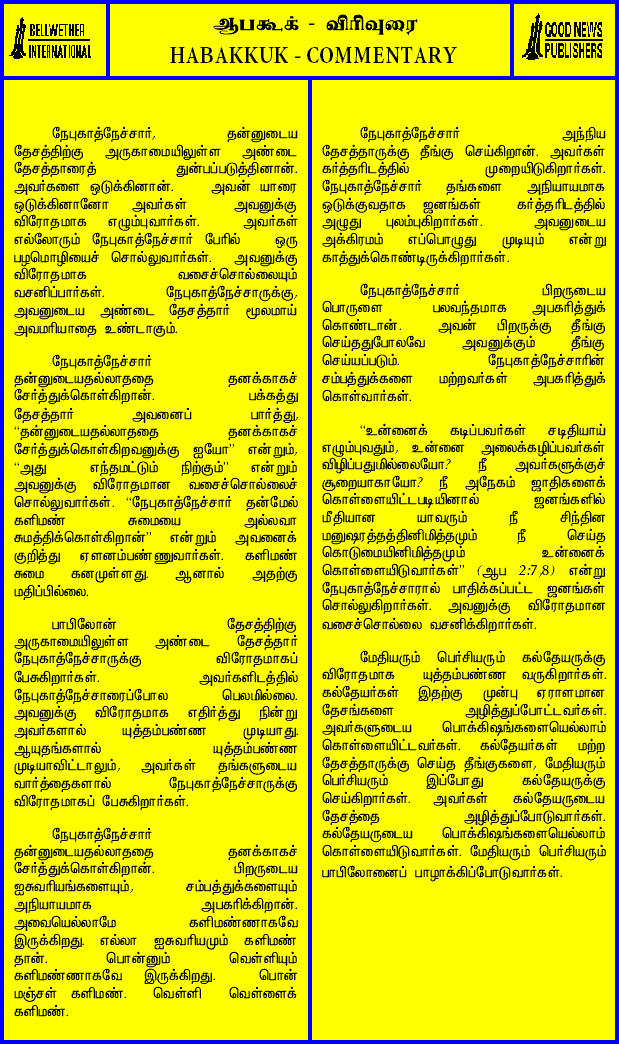 BELLWETHER
INTERNATIONAL
ஆபகூக் - விரிவுரை
HABAKKUK - COMMENTARY
GOOD NEWS
PUBLISHERS
நேபுகாத்நேச்சார், தன்னுடைய
தேசத்திற்கு அருகாமையிலுள்ள அண்டை
தேசத்தாரைத் துன்பப்படுத்தினான்.
அவர்களை ஒடுக்கினான். அவன் யாரை
ஒடுக்கினானோ அவர்கள் அவனுக்கு
விரோதமாக எழும்புவார்கள். அவர்கள்
எல்லோரும் நேபுகாத்நேச்சார் பேரில் ஒரு
பழமொழியைச் சொல்லுவார்கள். அவனுக்கு
விரோதமாக வசைச்சொல்லையும்
வசனிப்பார்கள். நேபுகாத்நேச்சாருக்கு,
அவனுடைய அண்டை தேசத்தார் மூலமாய்
அவமரியாதை உண்டாகும்.
நேபுகாத்நேச்சார்
தன்னுடையதல்லாததை தனக்காகச்
சேர்த்துக்கொள்கிறான். பக்கத்து
தேசத்தார் அவனைப் பார்த்து,
“தன்னுடையதல்லாததை தனக்காகச்
சேர்த்துக்கொள்கிறவனுக்கு ஐயோ” என்றும்,
“அது எந்தமட்டும் நிற்கும்” என்றும்
அவனுக்கு விரோதமான வசைச்சொல்லைச்
சொல்லுவார்கள். “நேபுகாத்நேச்சார் தன்மேல்
களிமண் சுமையை அல்லவா
சுமத்திக்கொள்கிறான்” என்றும் அவனைக்
குறித்து ஏளனம்பண்ணுவார்கள். களிமண்
சுமை கனமுள்ளது. ஆனால் அதற்கு
மதிப்பில்லை.
பாபிலோன் தேசத்திற்கு
அருகாமையிலுள்ள அண்டை தேசத்தார்
நேபுகாத்நேச்சாருக்கு விரோதமாகப்
பேசுகிறார்கள். அவர்களிடத்தில்
நேபுகாத்நேச்சாரைப்போல பெலமில்லை.
அவனுக்கு விரோதமாக எதிர்த்து நின்று
அவர்களால் யுத்தம்பண்ண முடியாது.
ஆயுதங்களால் யுத்தம்பண்ண
முடியாவிட்டாலும், அவர்கள் தங்களுடைய
வார்த்தைகளால் நேபுகாத்நேச்சாருக்கு
விரோதமாகப் பேசுகிறார்கள்.
நேபுகாத்நேச்சார்
தன்னுடையதல்லாததை தனக்காகச்
சேர்த்துக்கொள்கிறான். பிறருடைய
ஐசுவரியங்களையும், சம்பத்துக்களையும்
அநியாயமாக அபகரிக்கிறான்.
அவையெல்லாமே களிமண்ணாகவே
இருக்கிறது. எல்லா ஐசுவரியமும் களிமண்
தான். பொன்னும் வெள்ளியும்
களிமண்ணாகவே இருக்கிறது. பொன்
மஞ்சள் களிமண். வெள்ளி வெள்ளைக்
களிமண்.
நேபுகாத்நேச்சார் அந்நிய
தேசத்தாருக்கு தீங்கு செய்கிறான். அவர்கள்
கர்த்தரிடத்தில் முறையிடுகிறார்கள்.
நேபுகாத்நேச்சார் தங்களை அநியாயமாக
ஒடுக்குவதாக ஜனங்கள் கர்த்தரிடத்தில்
அழுது புலம்புகிறார்கள். அவனுடைய
அக்கிரமம் எப்பொழுது முடியும் என்று
காத்துக்கொண்டிருக்கிறார்கள்.
நேபுகாத்நேச்சார் பிறருடைய
பொருளை பலவந்தமாக அபகரித்துக்
கொண்டான். அவன் பிறருக்கு தீங்கு
செய்ததுபோலவே அவனுக்கும் தீங்கு
செய்யப்படும். நேபுகாத்நேச்சாரின்
சம்பத்துக்களை மற்றவர்கள் அபகரித்துக்
கொள்வார்கள்.
“உன்னைக் கடிப்பவர்கள் சடிதியாய்
எழும்புவதும், உன்னை அலைக்கழிப்பவர்கள்
விழிப்பதுமில்லையோ? நீ அவர்களுக்குச்
சூறையாகாயோ? நீ அநேகம் ஜாதிகளைக்
கொள்ளையிட்டபடியினால் ஜனங்களில்
மீதியான யாவரும் நீ சிந்தின
மனுஷரத்தத்தினிமித்தமும் நீ செய்த
கொடுமையினிமித்தமும் உன்னைக்
கொள்ளையிடுவார்கள்” (ஆப 2:7,8) என்று
நேபுகாத்நேச்சாரால் பாதிக்கப்பட்ட ஜனங்கள்
சொல்லுகிறார்கள். அவனுக்கு விரோதமான
வசைச்சொல்லை வசனிக்கிறார்கள்.
மேதியரும் பெர்சியரும் கல்தேயருக்கு
விரோதமாக யுத்தம்பண்ண வருகிறார்கள்.
கல்தேயர்கள் இதற்கு முன்பு ஏராளமான
தேசங்களை அழித்துப்போட்டவர்கள்.
அவர்களுடைய பொக்கிஷங்களையெல்லாம்
கொள்ளையிட்டவர்கள். கல்தேயர்கள் மற்ற
தேசத்தாருக்கு செய்த தீங்குகளை, மேதியரும்
பெர்சியரும் இப்போது கல்தேயருக்கு
செய்கிறார்கள். அவர்கள் கல்தேயருடைய
தேசத்தை அழித்துப்போடுவார்கள்.
கல்தேயருடைய பொக்கிஷங்களையெல்லாம்
கொள்ளையிடுவார்கள். மேதியரும் பெர்சியரும்
பாபிலோனைப் பாழாக்கிப்போடுவார்கள்.